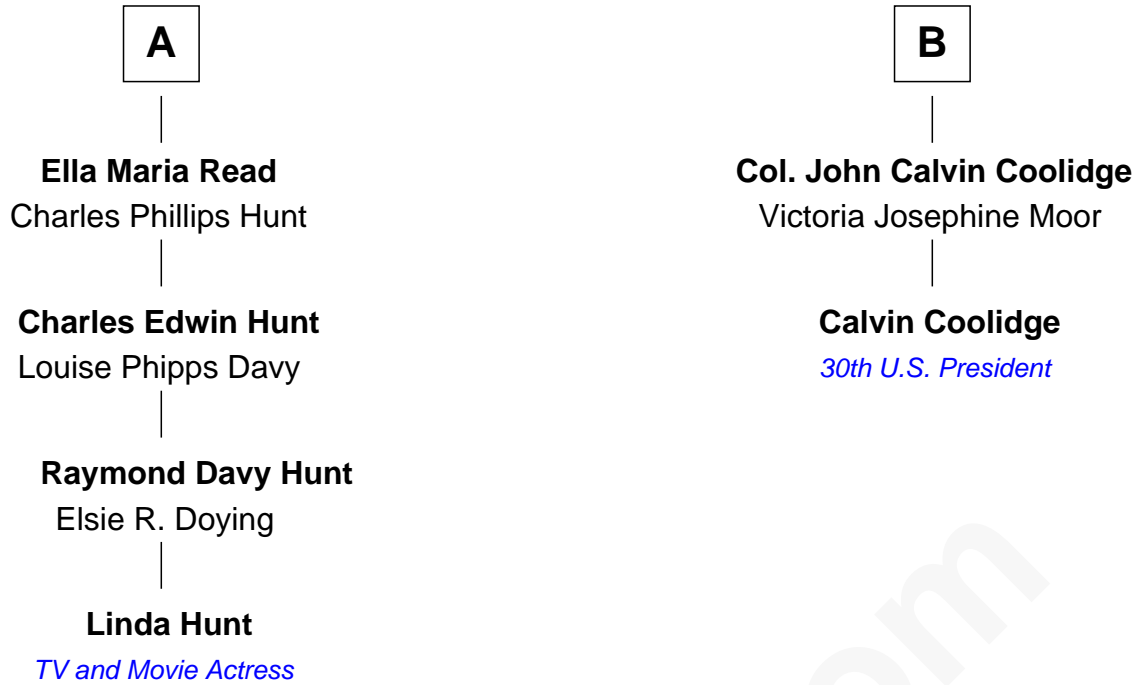 A
Ella Maria Read
Charles Phillips Hunt
Charles Edwin Hunt
Louise Phipps Davy
Raymond Davy Hunt
Elsie R. Doying
Linda Hunt
TV and Movie Actress
B
Col. John Calvin Coolidge
Victoria Josephine Moor
Calvin Coolidge
30th U.S. President
om